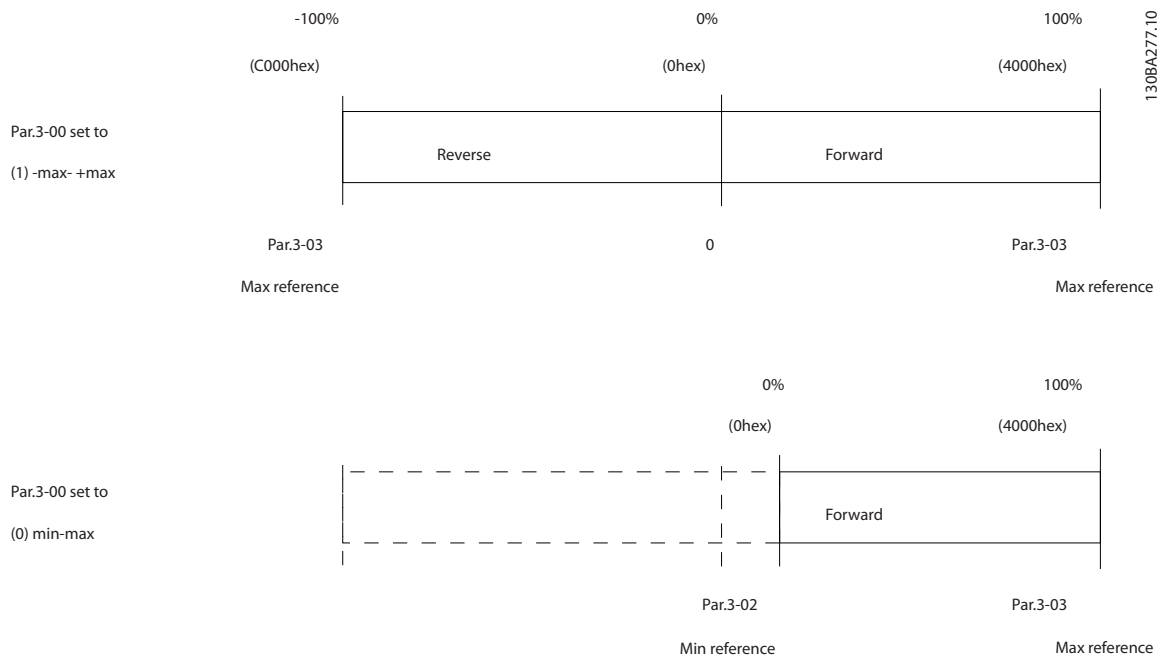 -100% 0% 100%
(C000hex) (0hex) (4000hex)
130BA277.10
Par.3-00 set to
(1) -max- +max
Reverse Forward
Par.3-03 0 Par.3-03
Max reference Max reference
0% 100%
(0hex) (4000hex)
Par.3-00 set to
(0) min-max
Forward
Par.3-02 Par.3-03
Min reference Max reference